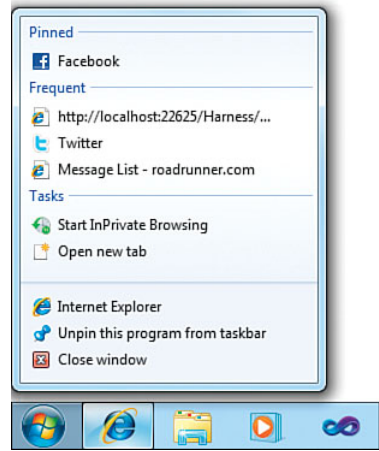 Pinned
Facebook
Frequent
http://localhost:22625/Harness/...
Twitter
Message List - roadrunner.com
Tasks
Start InPrivate Browsing
Open new tab
Internet Explorer
Unpin this program from taskbar
Close window